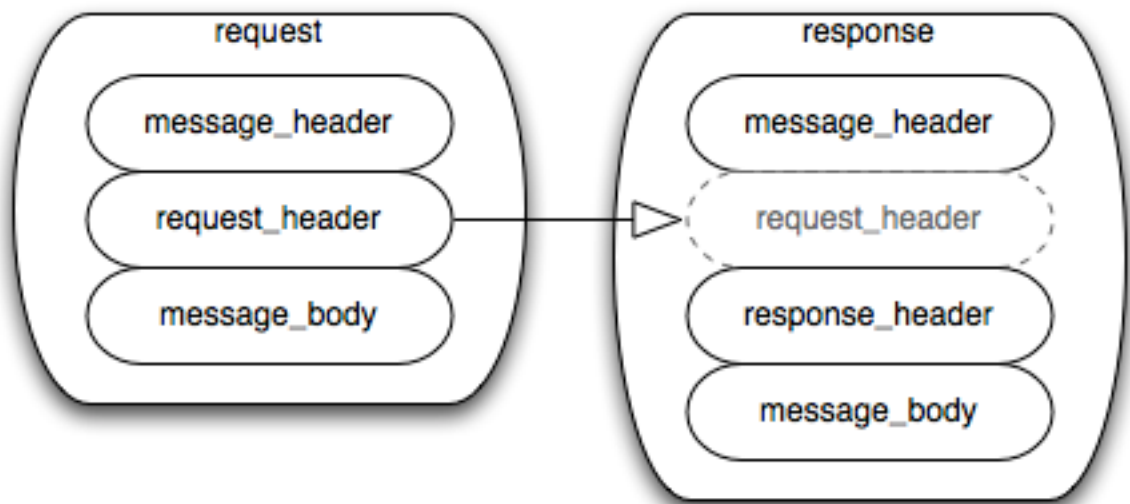 request
message_header
request_header
message_body
response
message_header
request_header
response_header
message_body